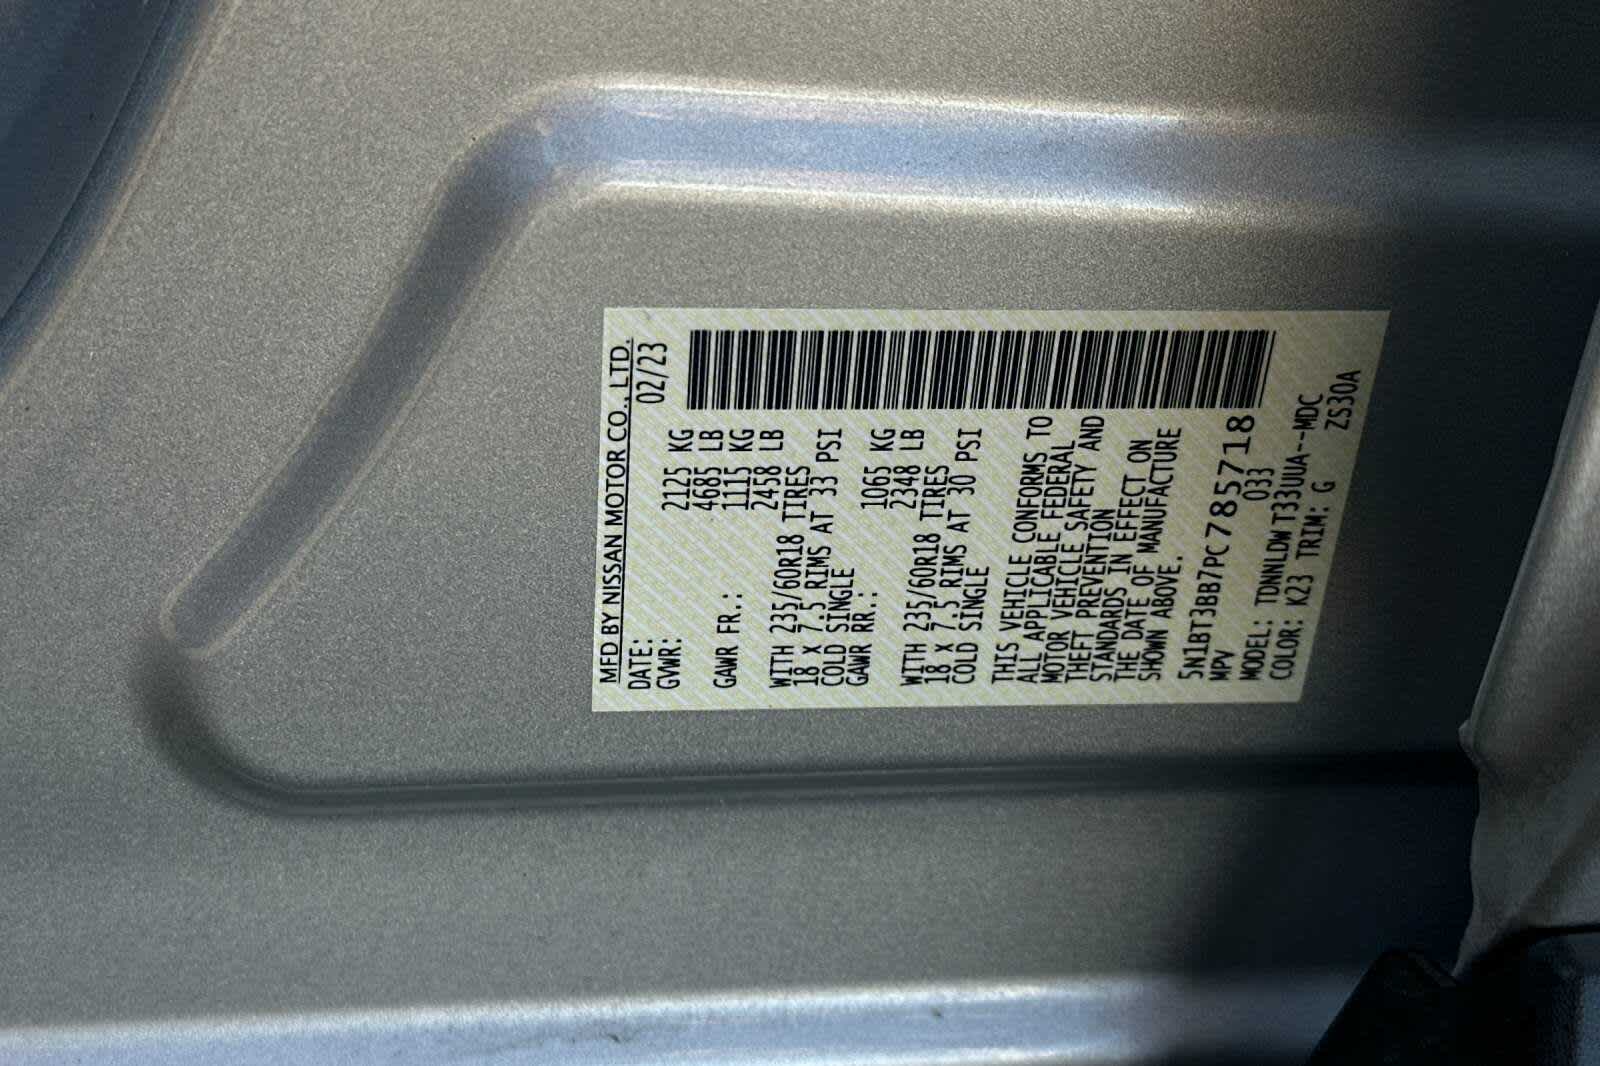 MFD BY NISSAN MOTOR CO., LTD.
DATE: 02/23
GVWR: 2125 KG
4685 LB
GAWR FR.: 1115 KG
2458 LB
WITH 235/60R18 TIRES
18 X 7.5 RIMS AT 33 PSI
COLD SINGLE
GAWR RR.: 1065 KG
2348 LB
WITH 235/60R18 TIRES
18 X 7.5 RIMS AT 30 PSI
COLD SINGLE
THIS VEHICLE CONFORMS TO
ALL APPLICABLE FEDERAL
MOTOR VEHICLE SAFETY AND
THEFT PREVENTION
STANDARDS IN EFFECT ON
THE DATE OF MANUFACTURE
SHOWN ABOVE.
5N1BT3BB7PC785718
MPV 033
MODEL: TDNNLDWT33UUA--MDC
COLOR: K23 TRIM: G ZS30A